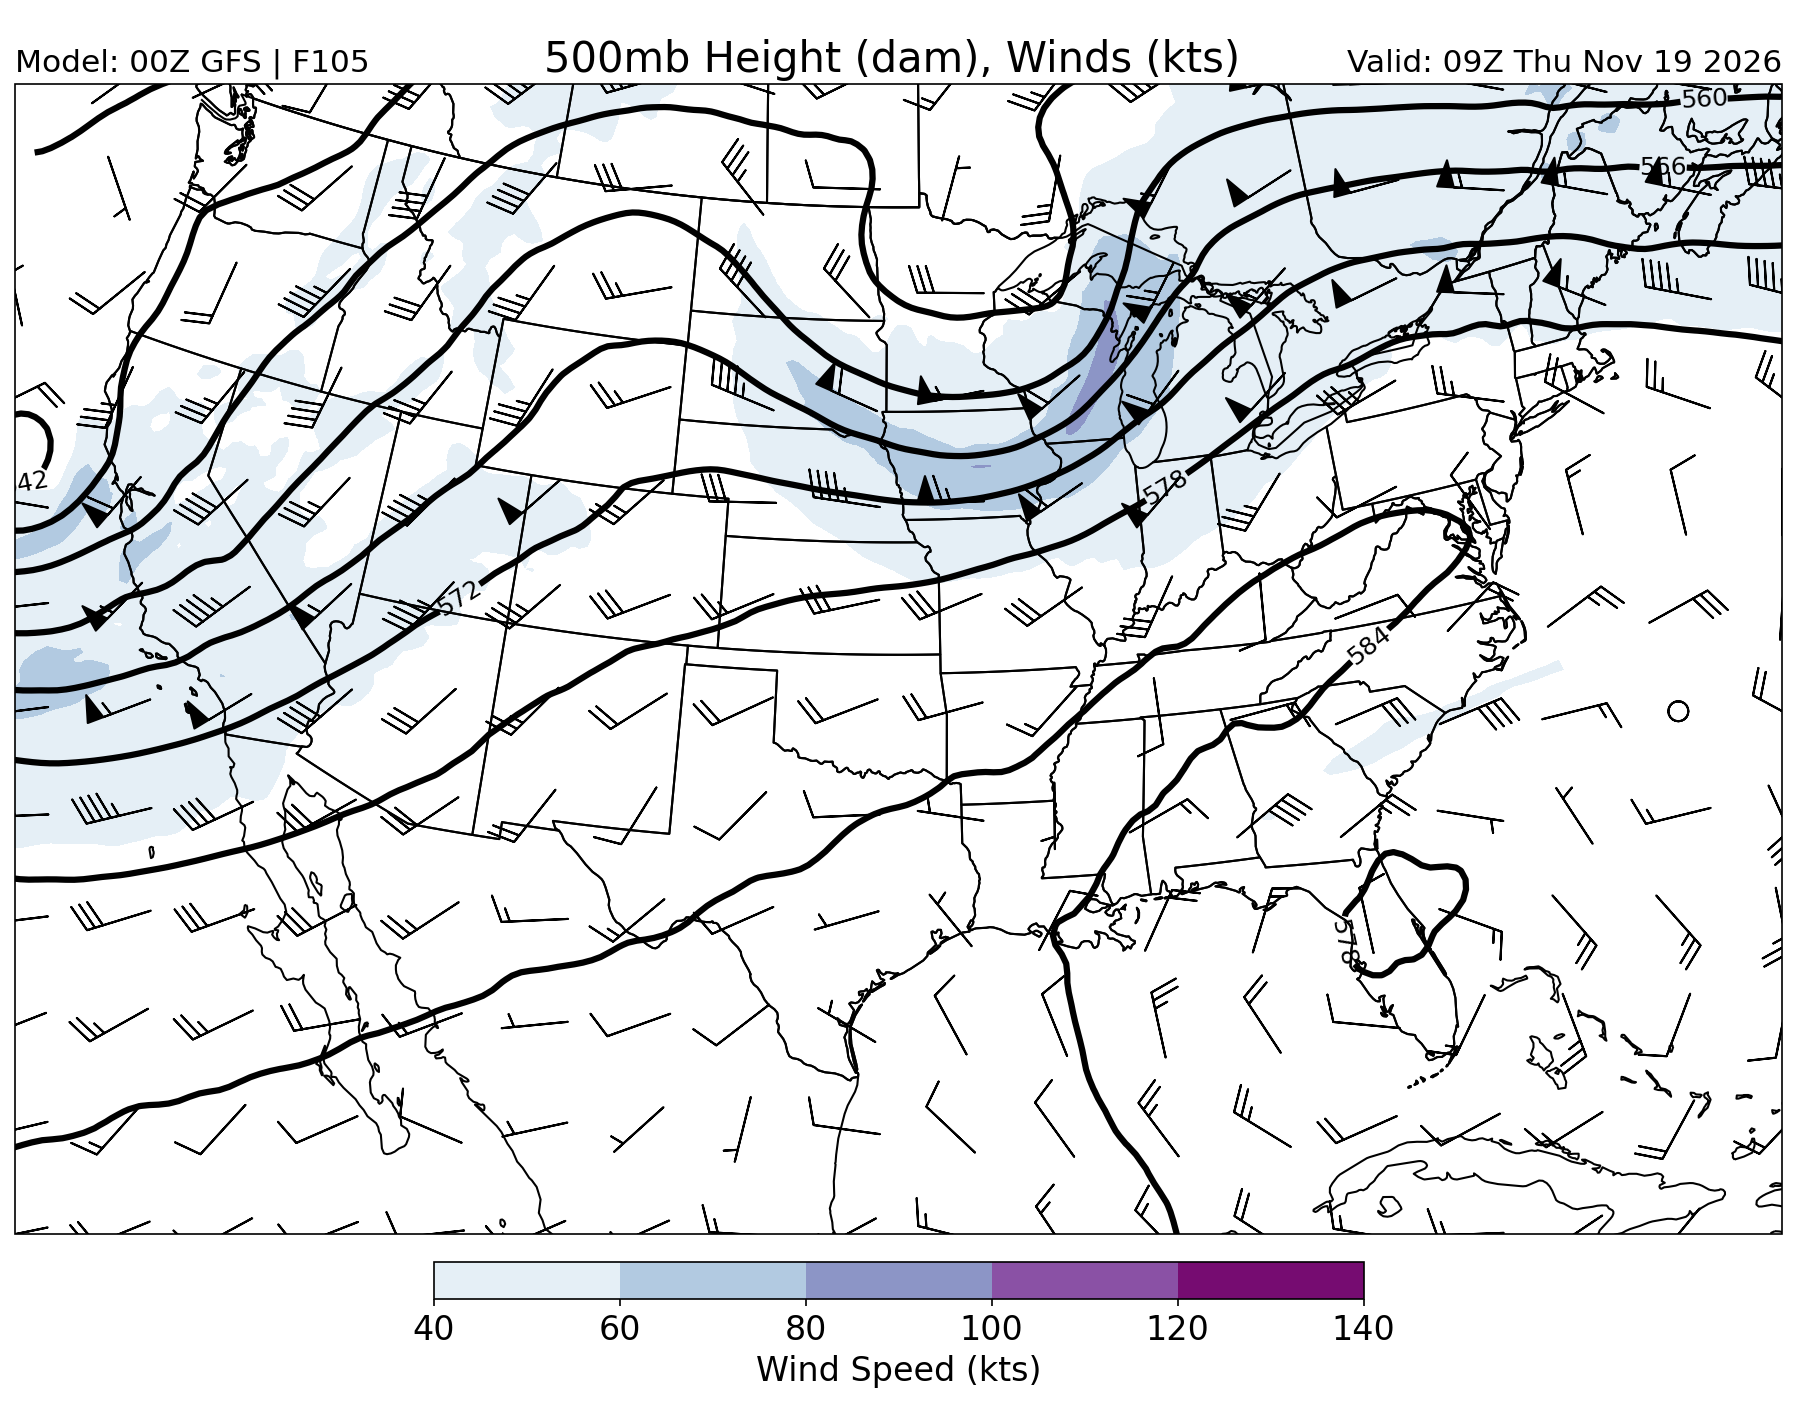 Model: 00Z GFS | F105
500mb Height (dam), Winds (kts)
Valid: 09Z Thu Nov 19 2026
560
566
42
578
572
584
578
40 60 80 100 120 140
Wind Speed (kts)